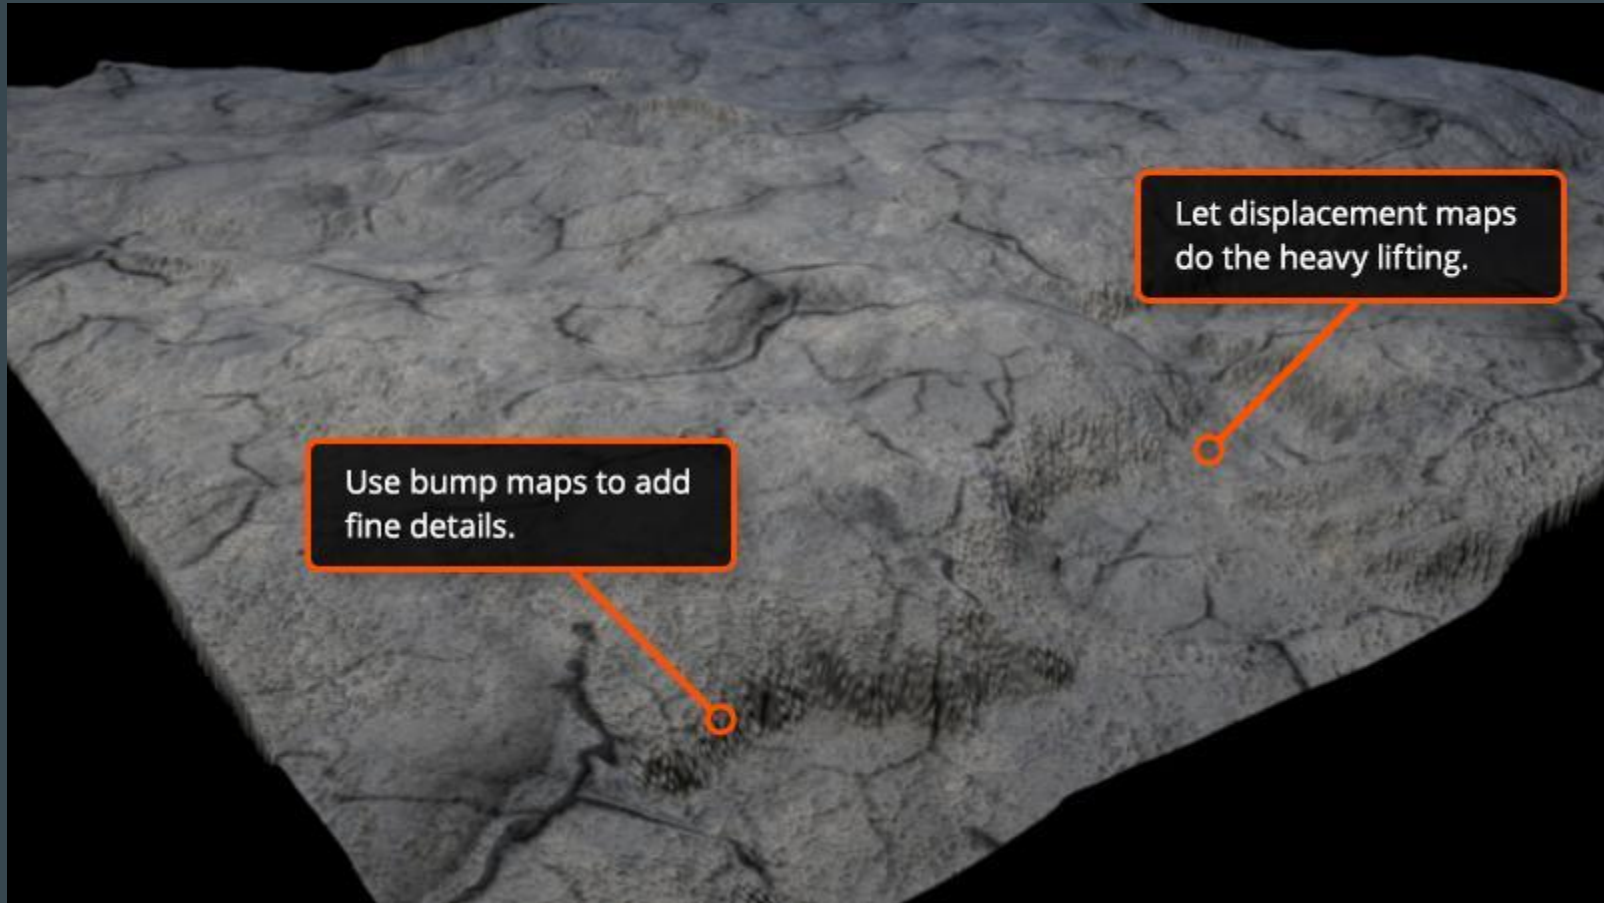 Let displacement maps
do the heavy lifting.
Use bump maps to add
fine details.